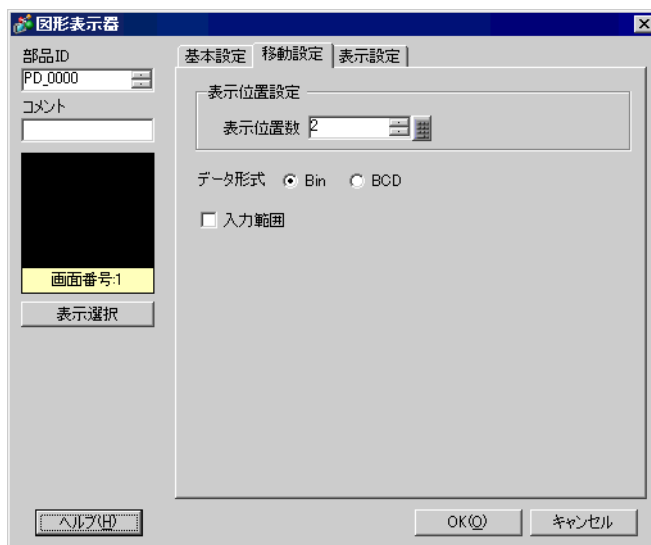 図形表示器
部品ID
PD_0000
コメント
画面番号:1
表示選択
基本設定 移動設定 表示設定
表示位置設定
表示位置数 2
データ形式 Bin BCD
入力範囲
ヘルプ(H) OK(O) キャンセル